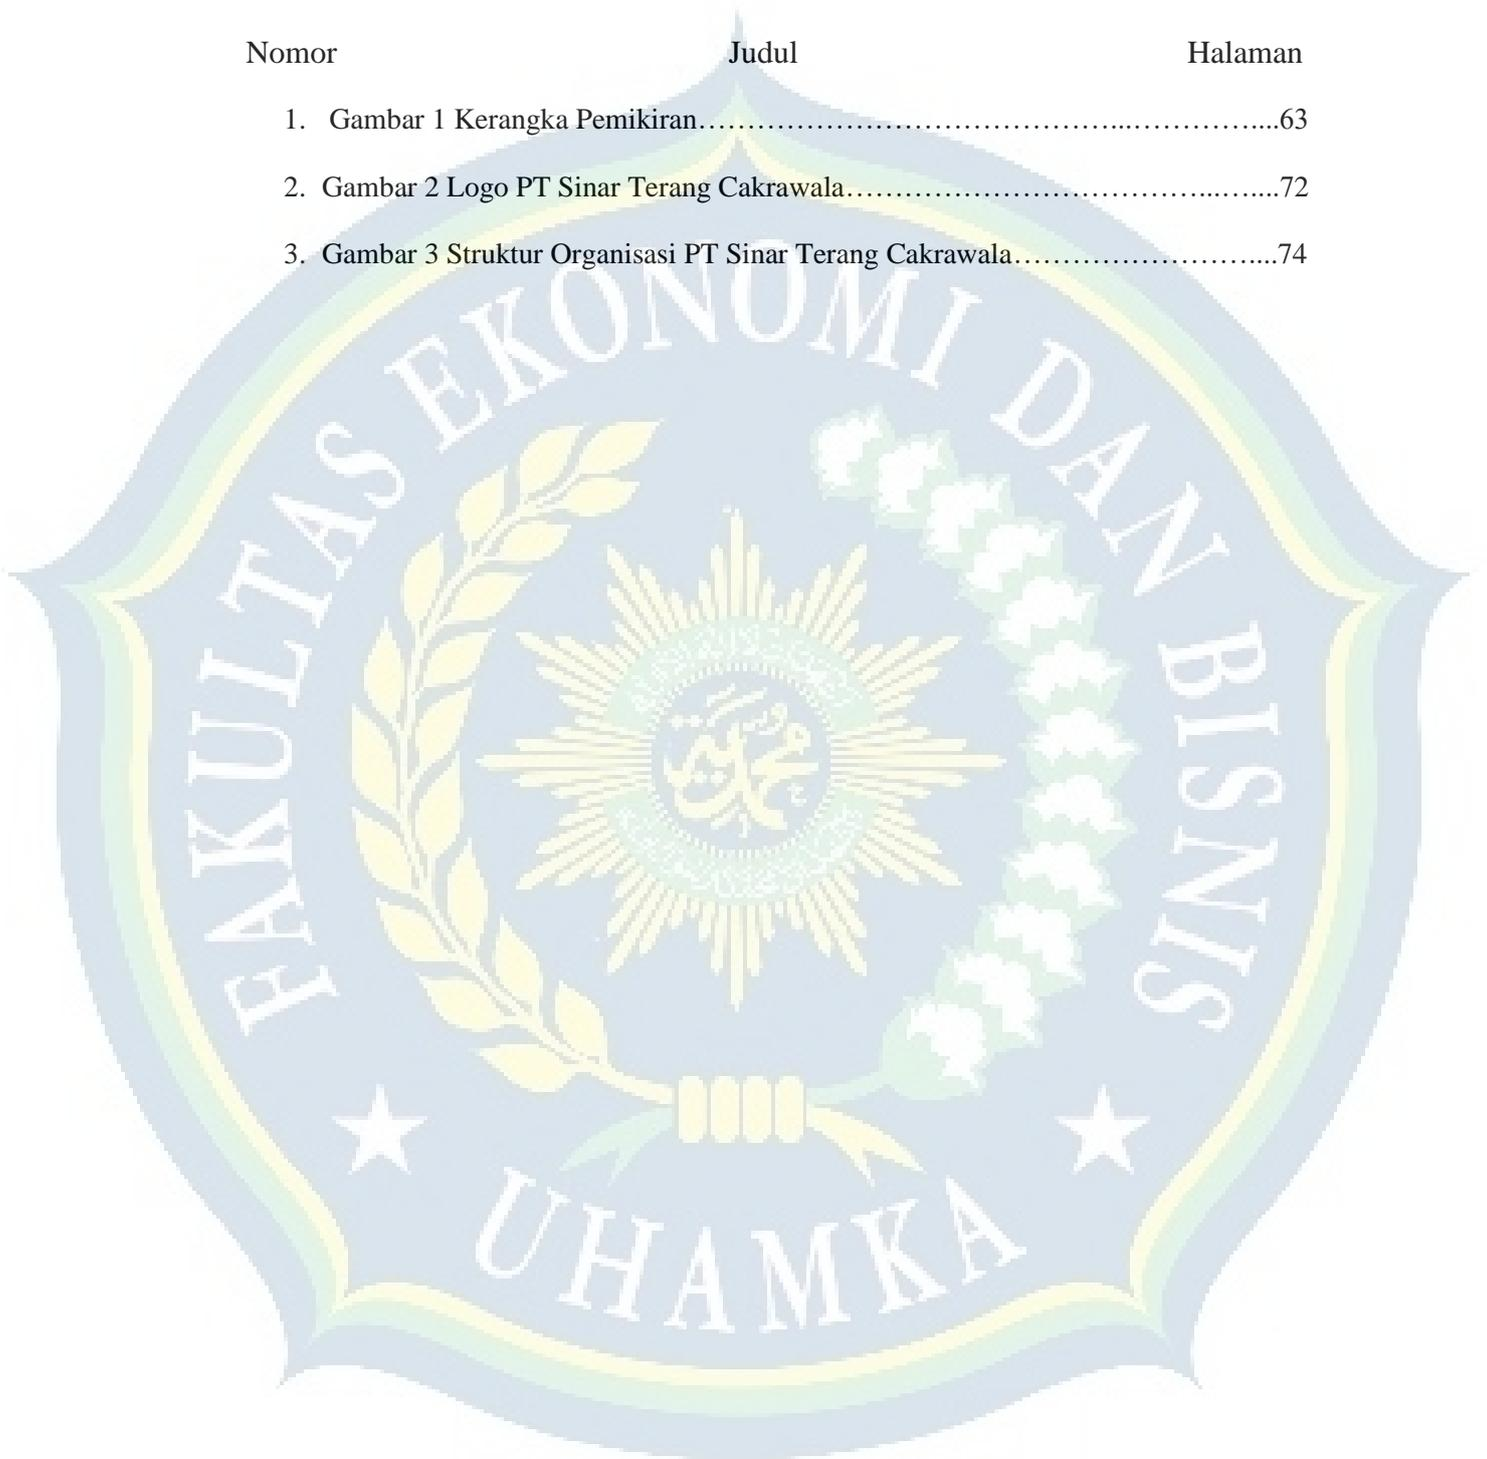 Nomor Judul Halaman
1. Gambar 1 Kerangka Pemikiran……………………………………...…………....63
2. Gambar 2 Logo PT Sinar Terang Cakrawala………………………………...…....72
3. Gambar 3 Struktur Organisasi PT Sinar Terang Cakrawala……………………....74
FAKULTAS EKONOMI DAN BISNIS
محمدية
UHAMKA